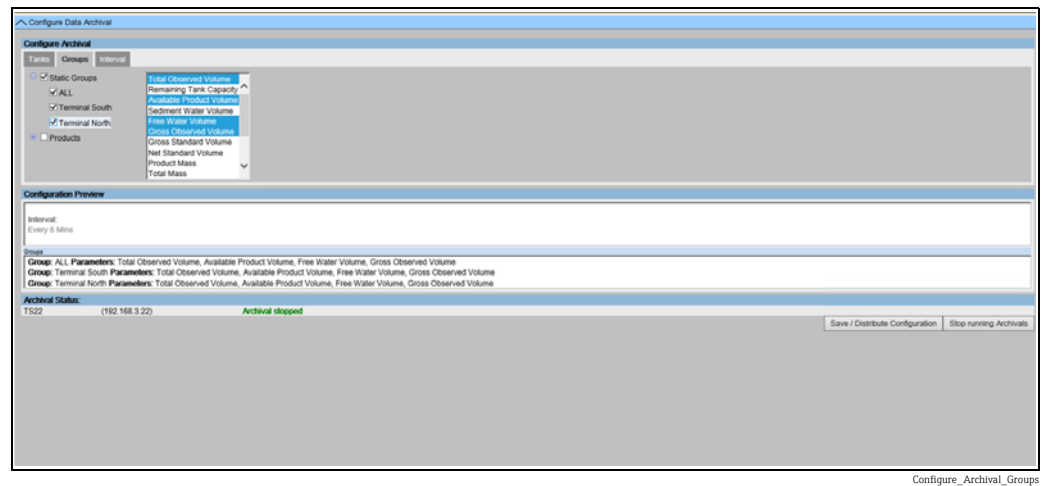 Configure Data Archival
Configure Archival
Tanks Groups Interval
Static Groups
ALL
Terminal South
Terminal North
Products
Total Observed Volume
Remaining Tank Capacity
Available Product Volume
Sediment Water Volume
Free Water Volume
Gross Observed Volume
Gross Standard Volume
Net Standard Volume
Product Mass
Total Mass
Configuration Preview
Interval:
Every 5 Mins
Groups
Group: ALL Parameters: Total Observed Volume, Available Product Volume, Free Water Volume, Gross Observed Volume
Group: Terminal South Parameters: Total Observed Volume, Available Product Volume, Free Water Volume, Gross Observed Volume
Group: Terminal North Parameters: Total Observed Volume, Available Product Volume, Free Water Volume, Gross Observed Volume
Archival Status:
TS22 (192.168.3.22) Archival stopped
Save / Distribute Configuration Stop running Archivals
Configure_Archival_Groups